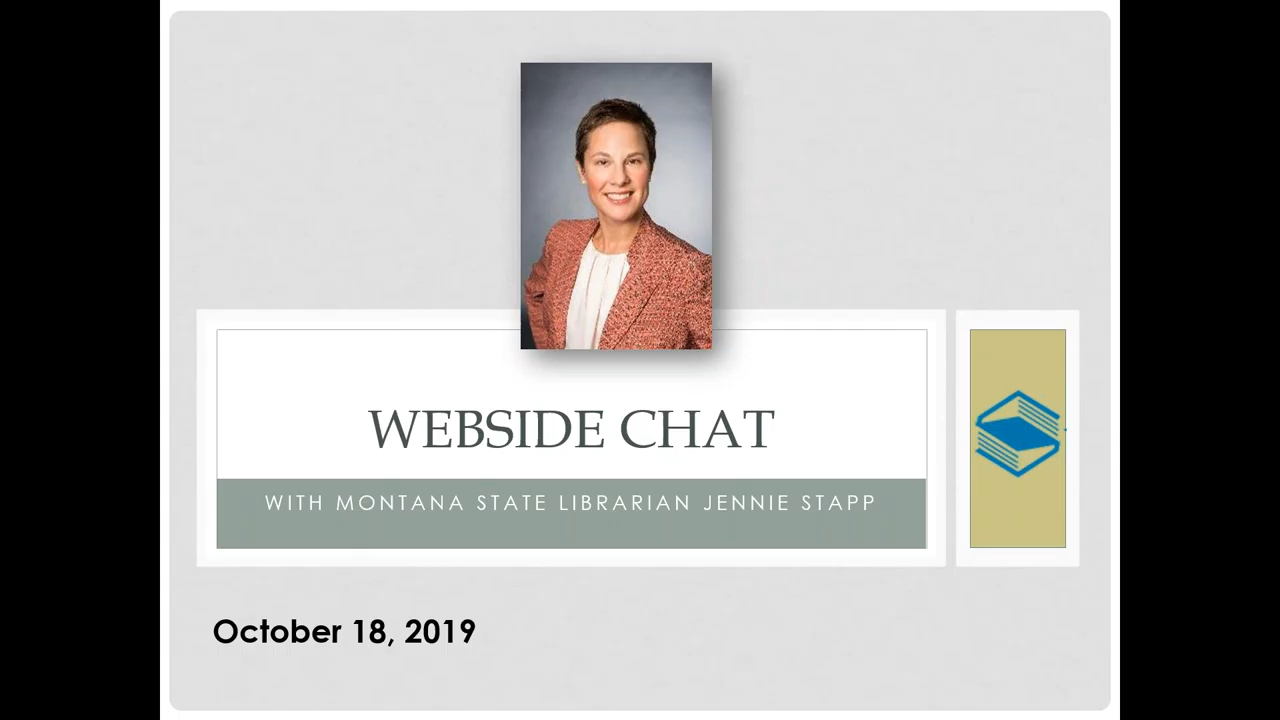 WEBSIDE CHAT
WITH MONTANA STATE LIBRARIAN JENNIE STAPP
October 18, 2019